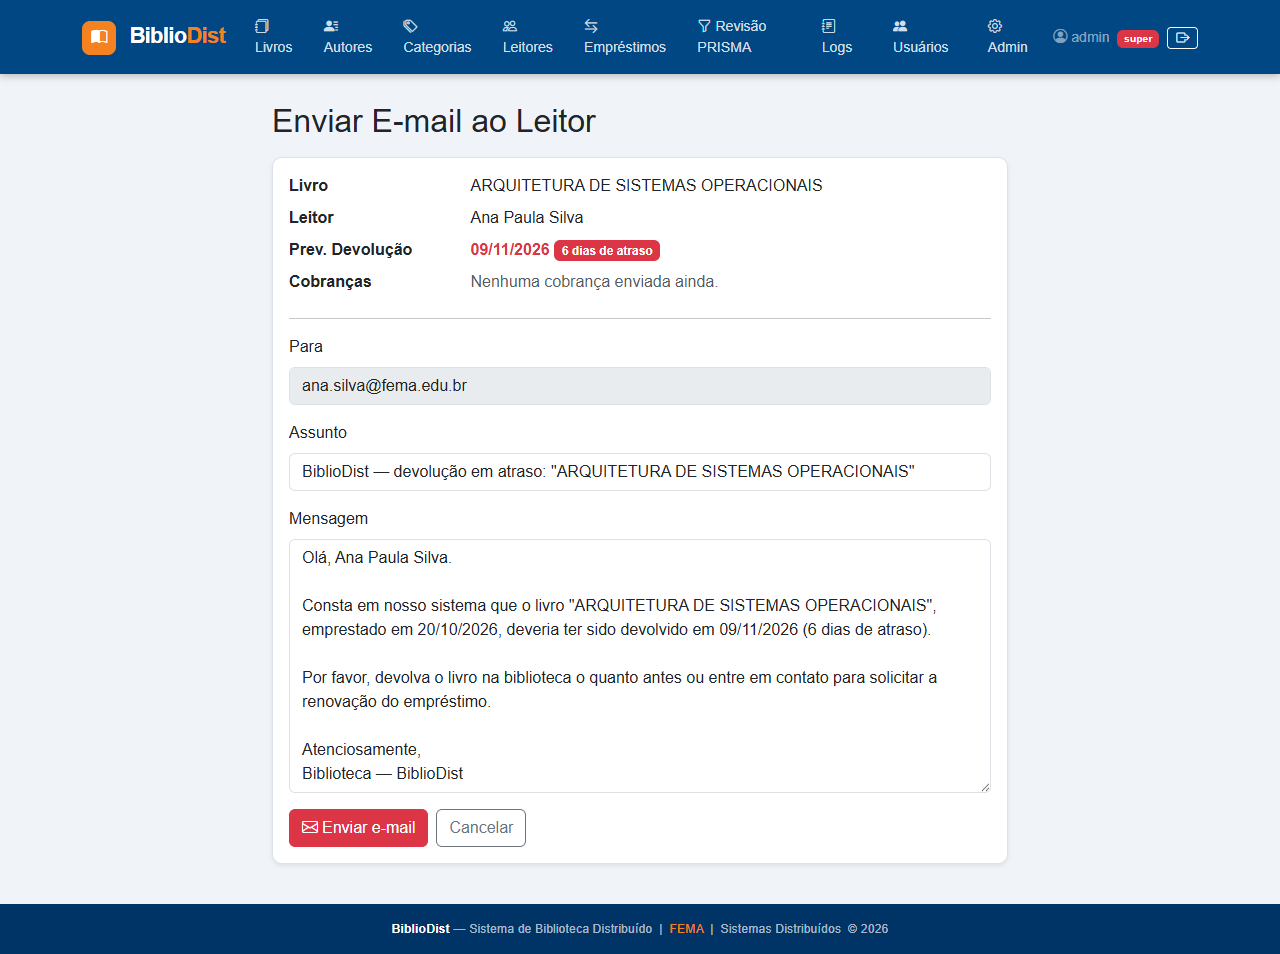 BiblioDist
Livros
Autores
Categorias
Leitores
Empréstimos
Revisão
PRISMA
Logs
Usuários
Admin
admin
super
Enviar E-mail ao Leitor
Livro ARQUITETURA DE SISTEMAS OPERACIONAIS
Leitor Ana Paula Silva
Prev. Devolução 09/11/2026 6 dias de atraso
Cobranças Nenhuma cobrança enviada ainda.
Para
ana.silva@fema.edu.br
Assunto
BiblioDist — devolução em atraso: "ARQUITETURA DE SISTEMAS OPERACIONAIS"
Mensagem
Olá, Ana Paula Silva.
Consta em nosso sistema que o livro "ARQUITETURA DE SISTEMAS OPERACIONAIS",
emprestado em 20/10/2026, deveria ter sido devolvido em 09/11/2026 (6 dias de atraso).
Por favor, devolva o livro na biblioteca o quanto antes ou entre em contato para solicitar a
renovação do empréstimo.
Atenciosamente,
Biblioteca — BiblioDist
Enviar e-mail
Cancelar
BiblioDist — Sistema de Biblioteca Distribuído | FEMA | Sistemas Distribuídos © 2026